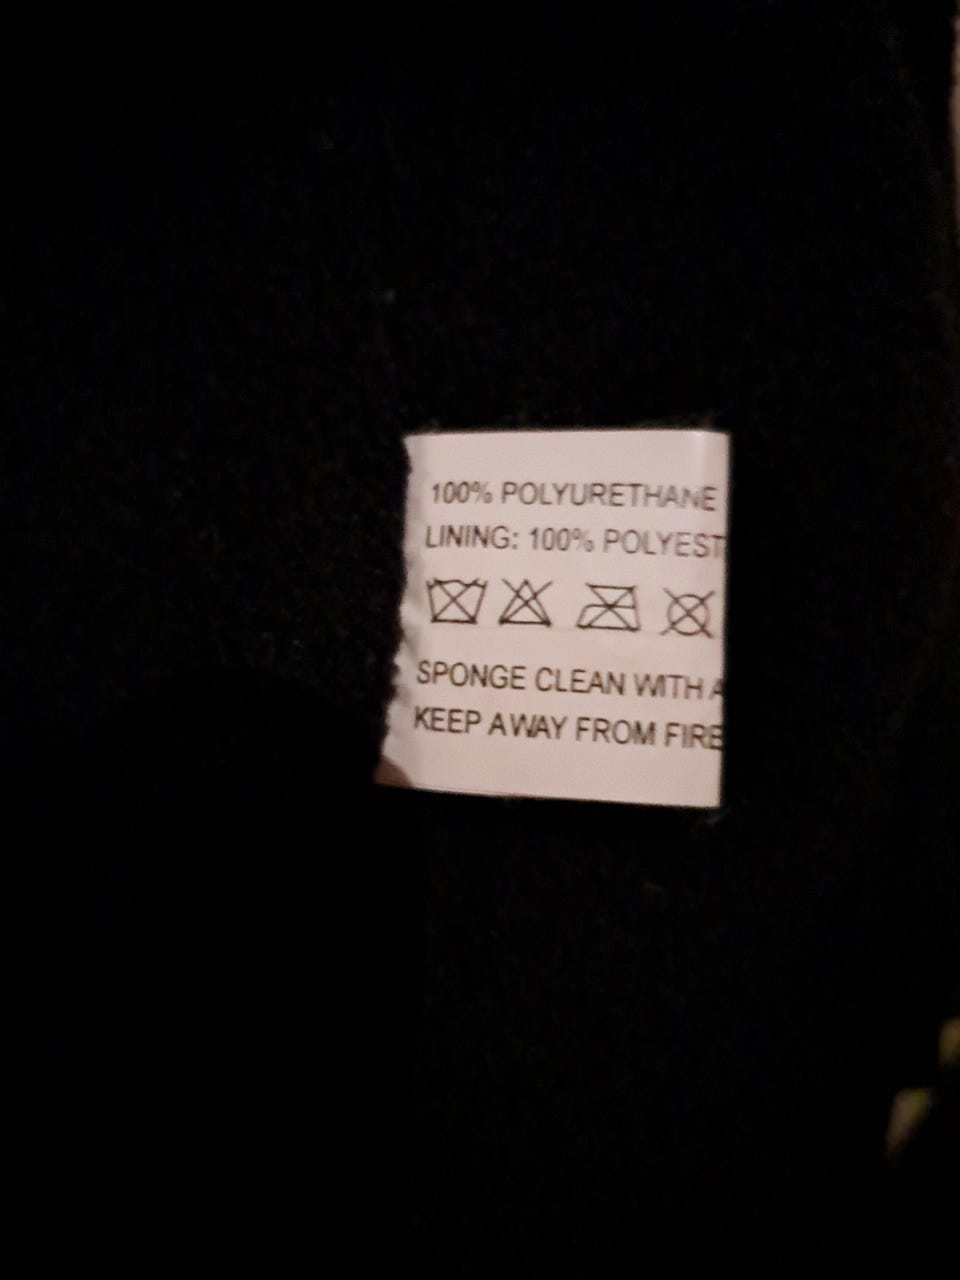 100% POLYURETHANE
LINING: 100% POLYEST
SPONGE CLEAN WITH A
KEEP AWAY FROM FIRE